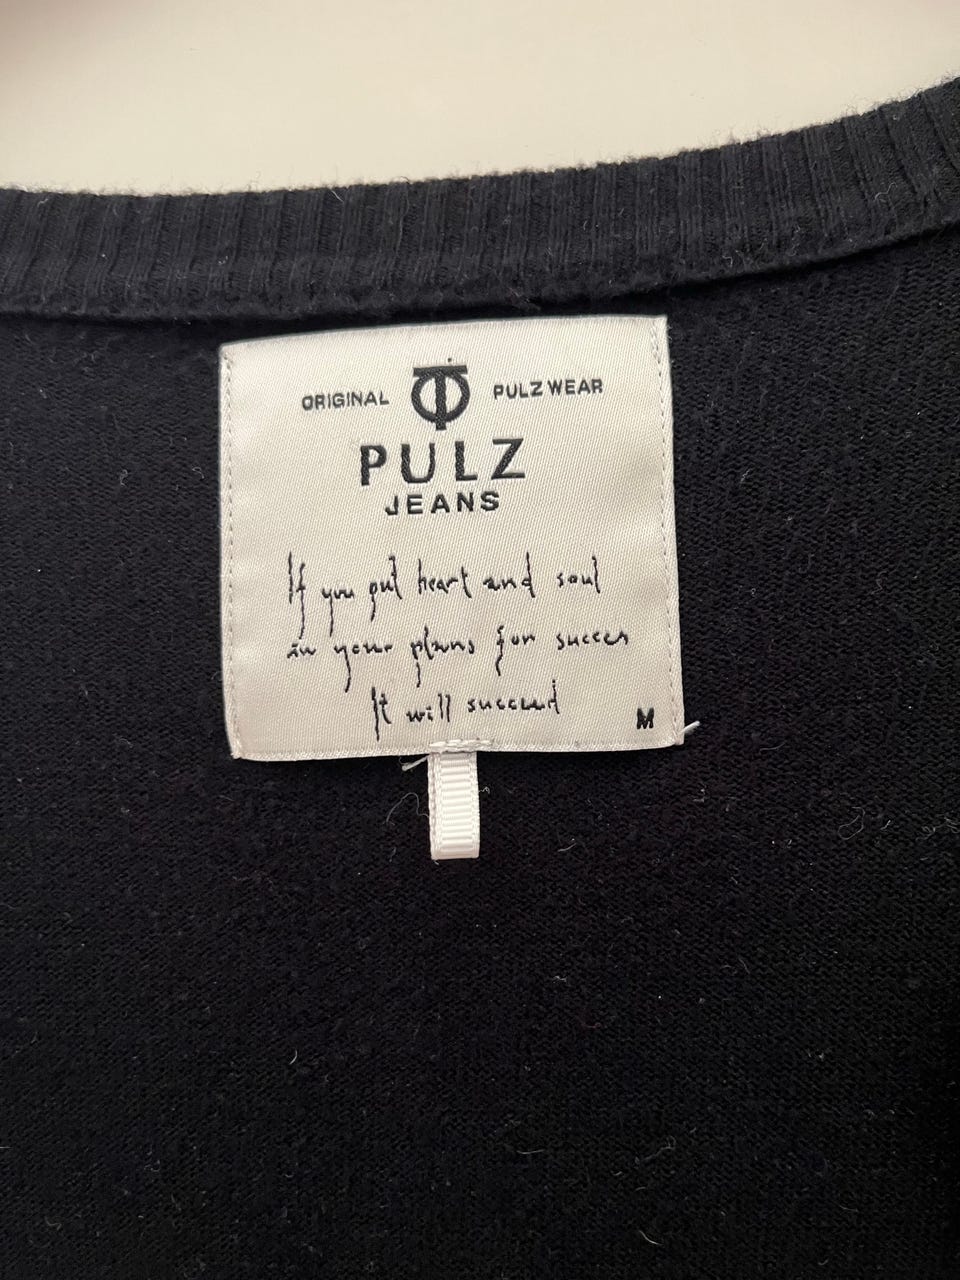 ORIGINAL PULZ WEAR
PULZ
JEANS
If you put heart and soul
in your plans for succes
It will succeed
M